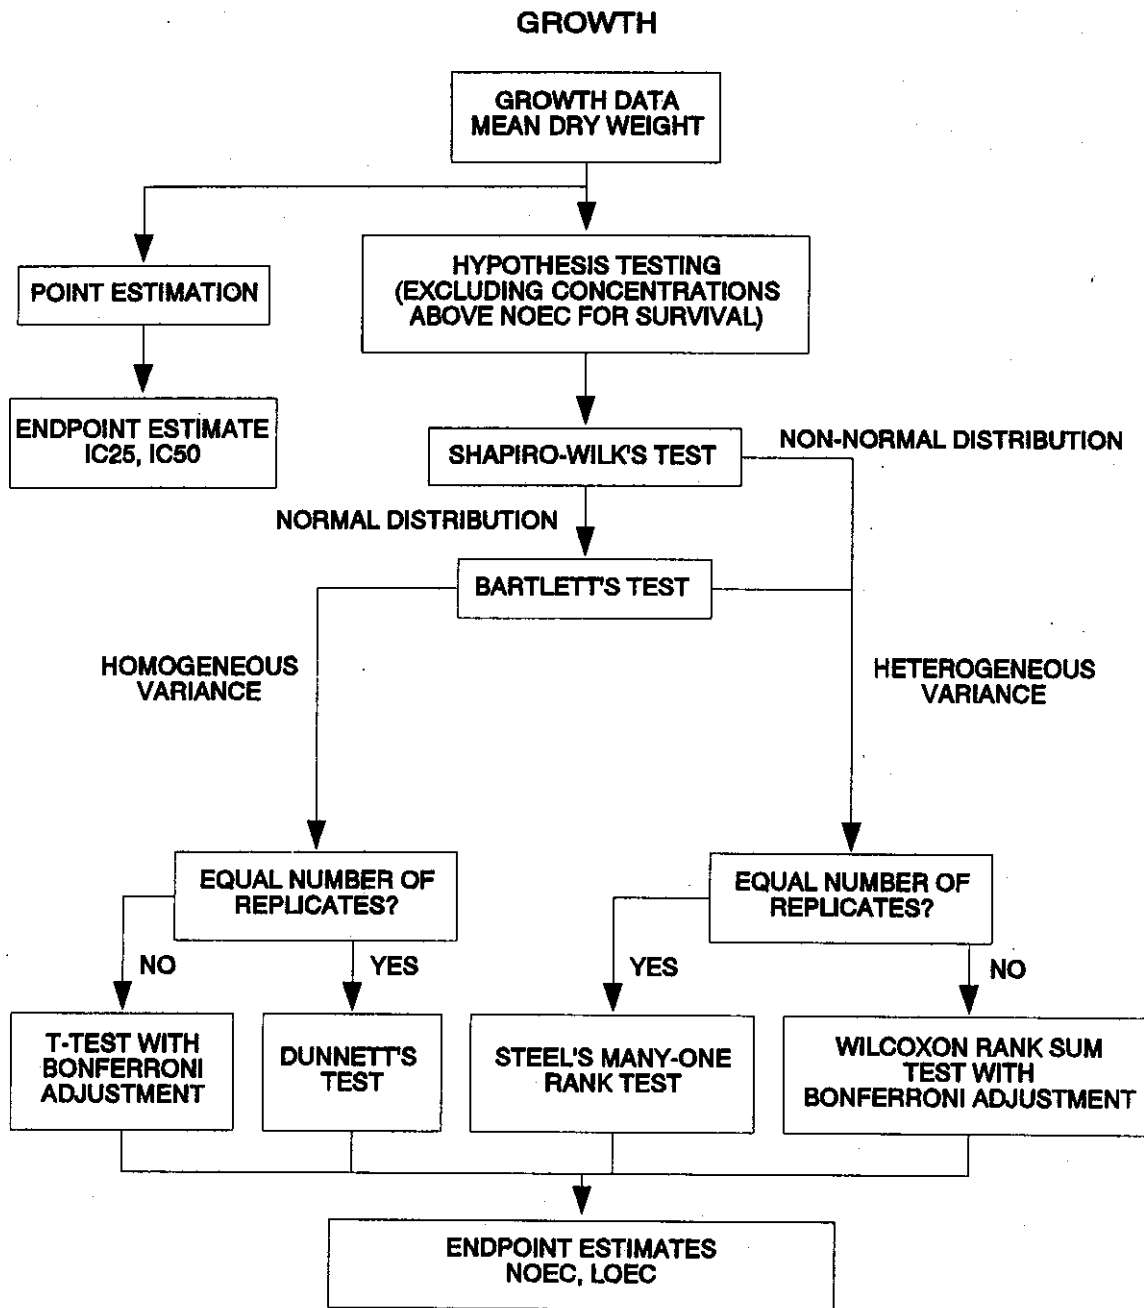 GROWTH
GROWTH DATA
MEAN DRY WEIGHT
POINT ESTIMATION
HYPOTHESIS TESTING
(EXCLUDING CONCENTRATIONS
ABOVE NOEC FOR SURVIVAL)
ENDPOINT ESTIMATE
IC25, IC50
SHAPIRO-WILK'S TEST
NON-NORMAL DISTRIBUTION
NORMAL DISTRIBUTION
BARTLETT'S TEST
HOMOGENEOUS
VARIANCE
HETEROGENEOUS
VARIANCE
EQUAL NUMBER OF
REPLICATES?
EQUAL NUMBER OF
REPLICATES?
NO
YES
YES
NO
T-TEST WITH
BONFERRONI
ADJUSTMENT
DUNNETT'S
TEST
STEEL'S MANY-ONE
RANK TEST
WILCOXON RANK SUM
TEST WITH
BONFERRONI ADJUSTMENT
ENDPOINT ESTIMATES
NOEC, LOEC